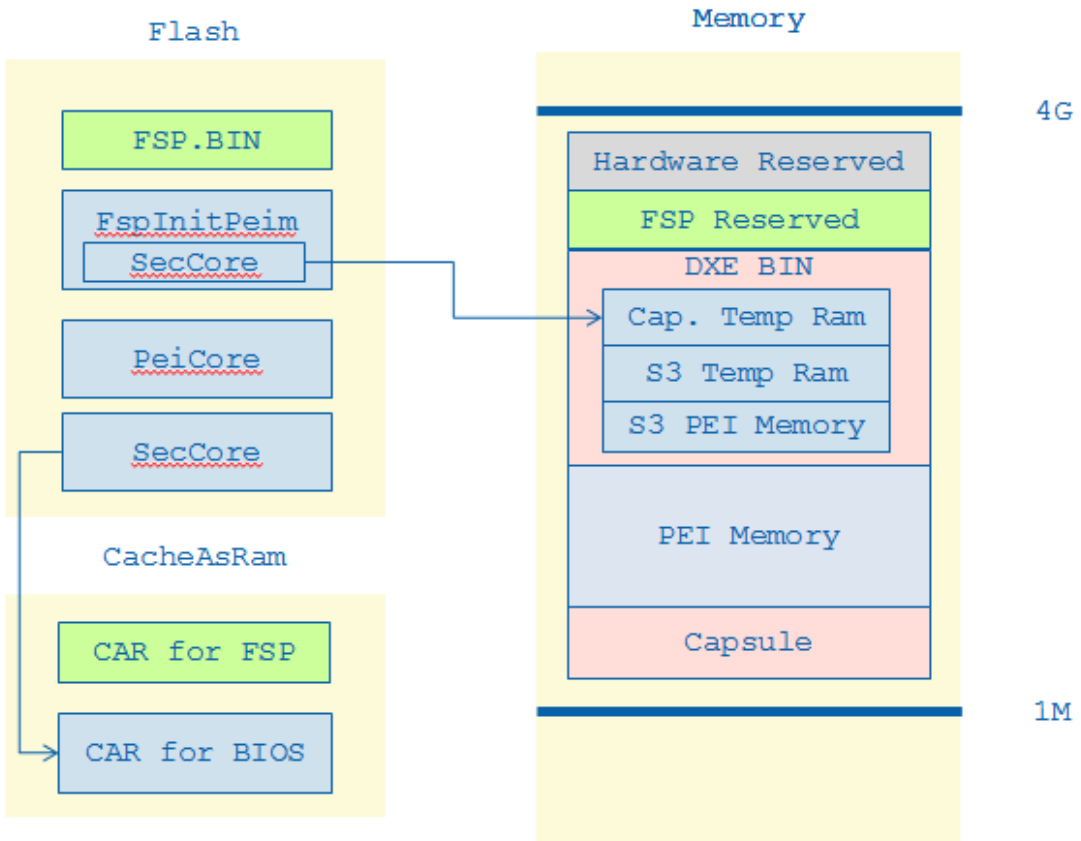 Flash
FSP.BIN
FspInitPeim
SecCore
PeiCore
SecCore
CacheAsRam
CAR for FSP
CAR for BIOS
Memory
4G
Hardware Reserved
FSP Reserved
DXE BIN
Cap. Temp Ram
S3 Temp Ram
S3 PEI Memory
PEI Memory
Capsule
1M